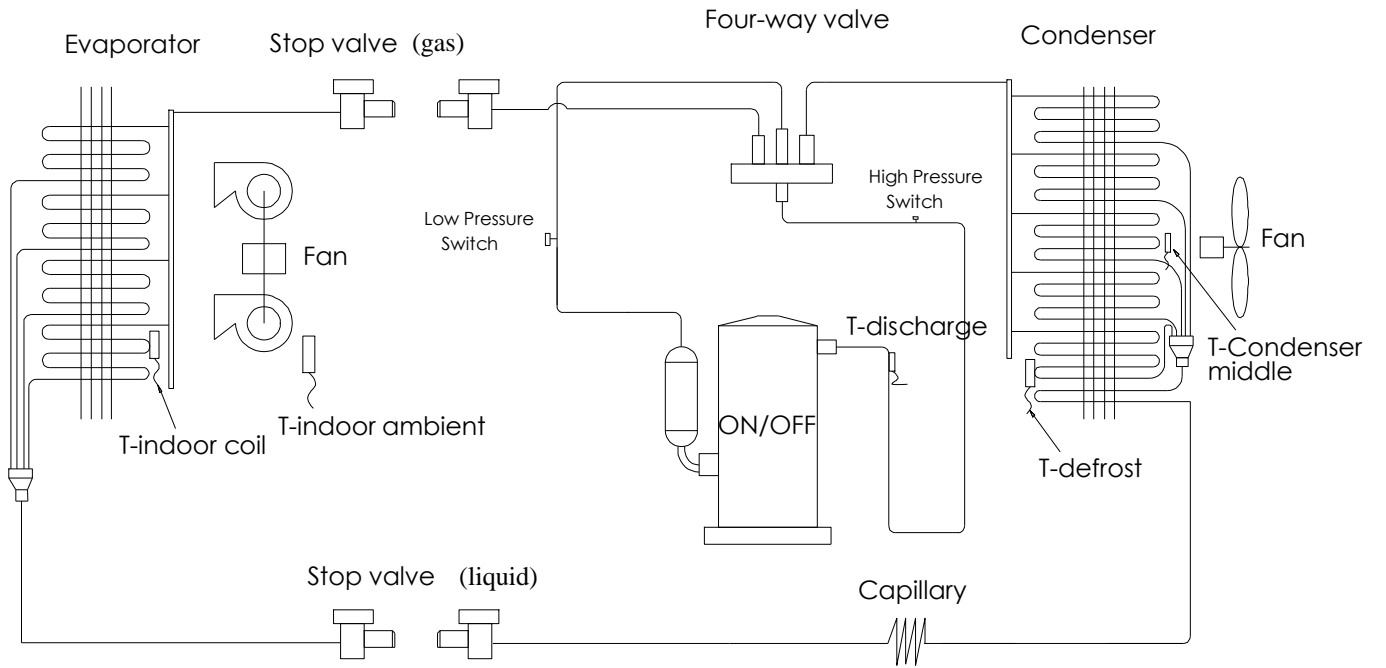 Four-way valve
Evaporator
Stop valve (gas)
Condenser
High Pressure
Switch
Low Pressure
Switch
Fan
Fan
T-discharge
T-Condenser
middle
T-indoor ambient
T-indoor coil
ON/OFF
T-defrost
Stop valve (liquid)
Capillary